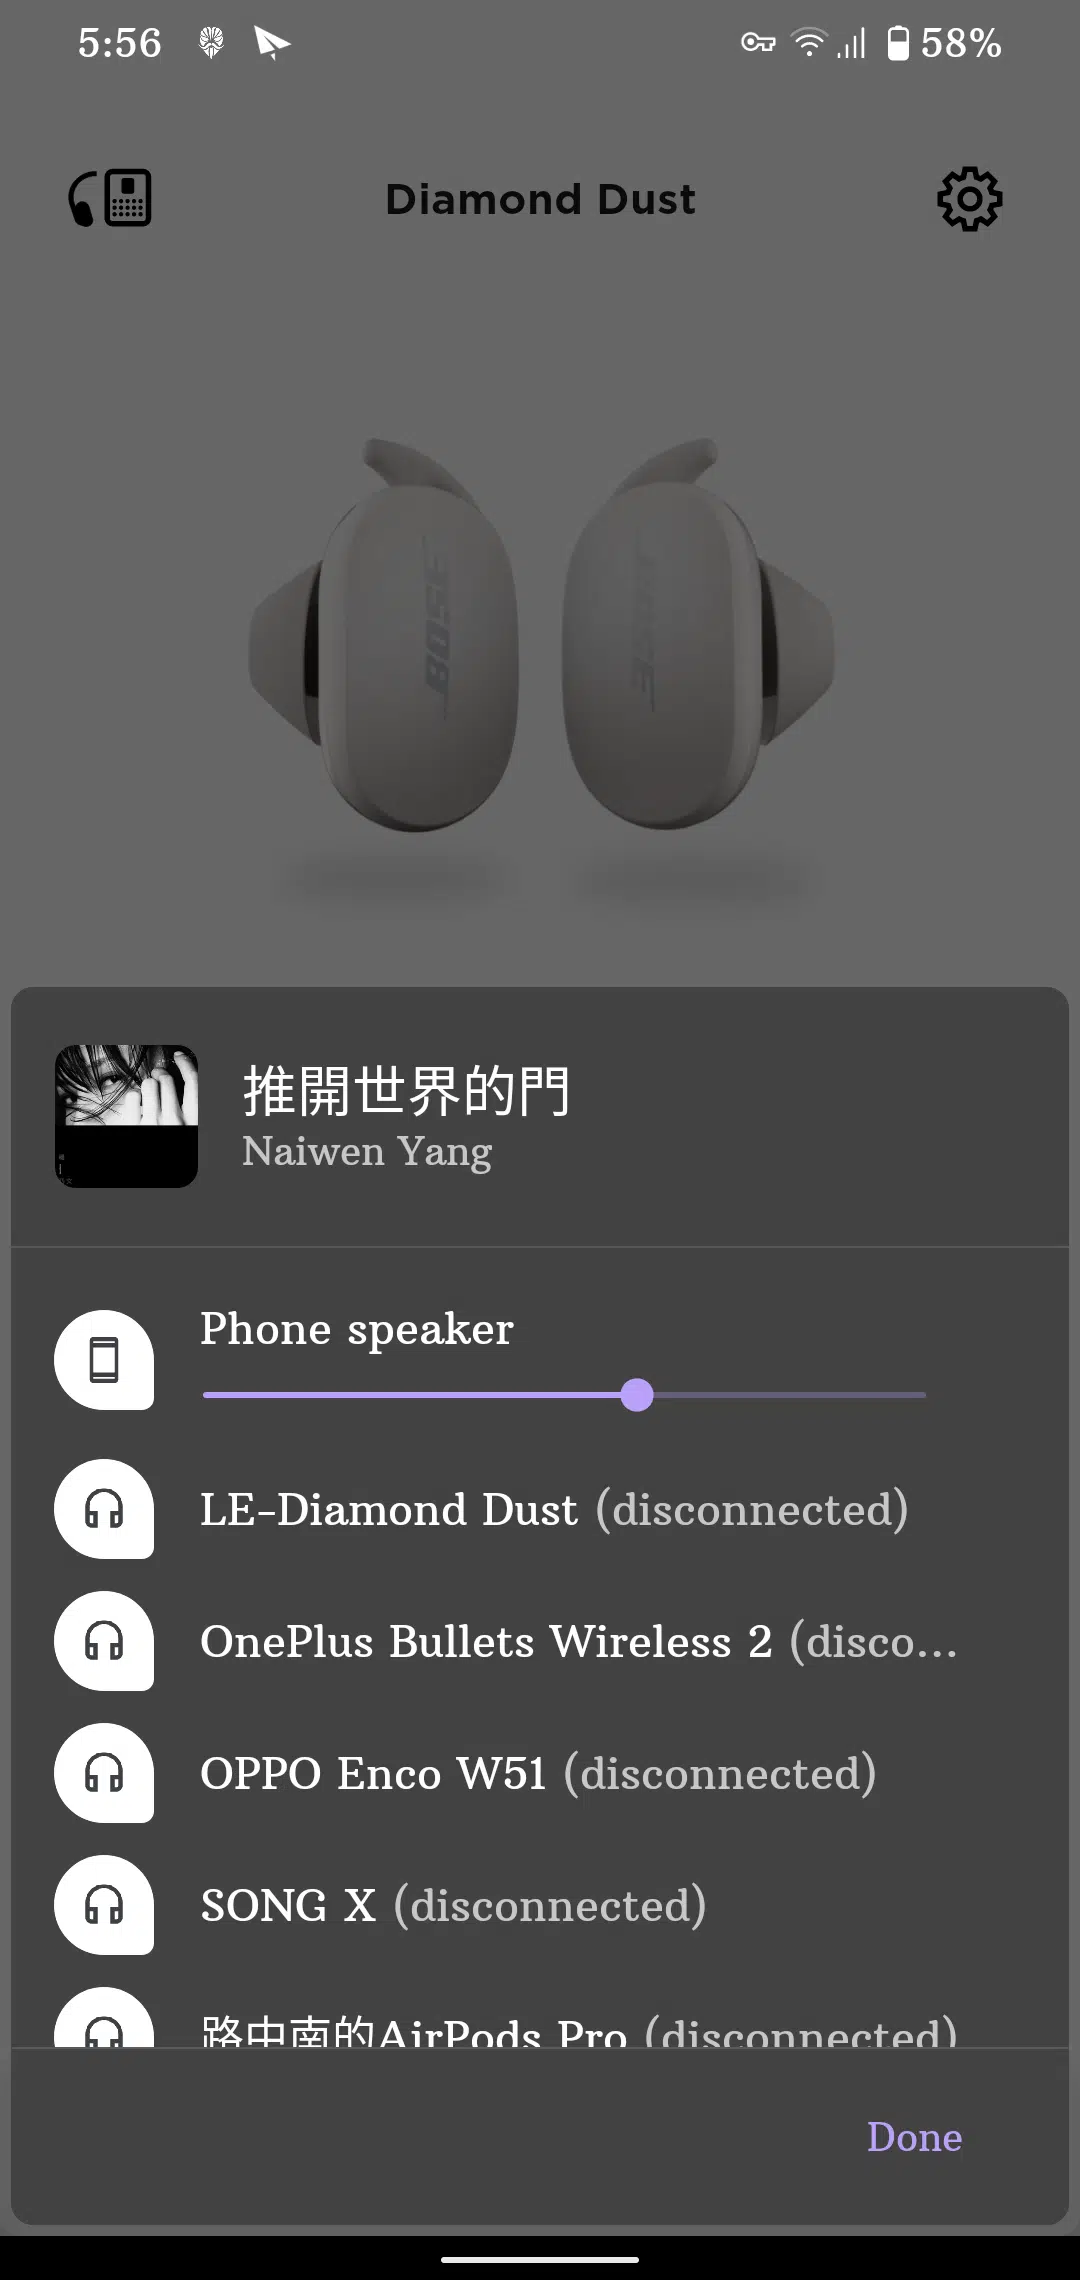 5:56
58%
Diamond Dust
BOSE
BOSE
推開世界的門
Naiwen Yang
Phone speaker
LE-Diamond Dust (disconnected)
OnePlus Bullets Wireless 2 (disco...
OPPO Enco W51 (disconnected)
SONG X (disconnected)
路中南的AirPods Pro (disconnected)
Done